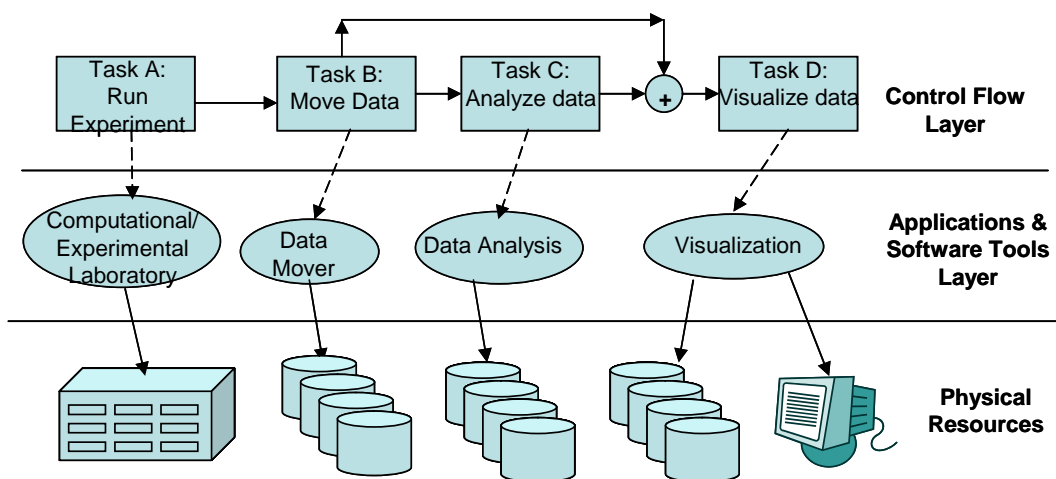 Task A:
Run
Experiment
Task B:
Move Data
Task C:
Analyze data
+
Task D:
Visualize data
Control Flow
Layer
Computational/
Experimental
Laboratory
Data
Mover
Data Analysis
Visualization
Applications &
Software Tools
Layer
Physical
Resources